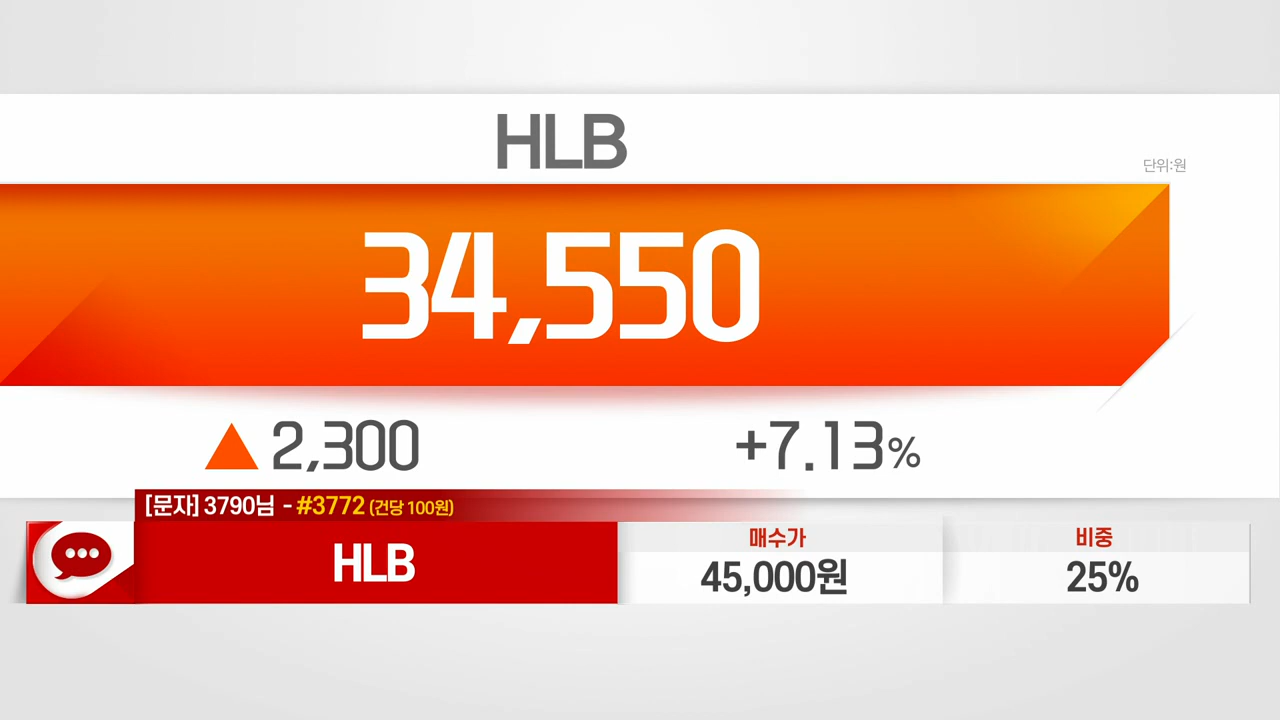 HLB
단위:원
34,550
▲ 2,300
+7.13%
[문자] 3790님 - #3772 (건당 100원)
HLB
매수가
45,000원
비중
25%